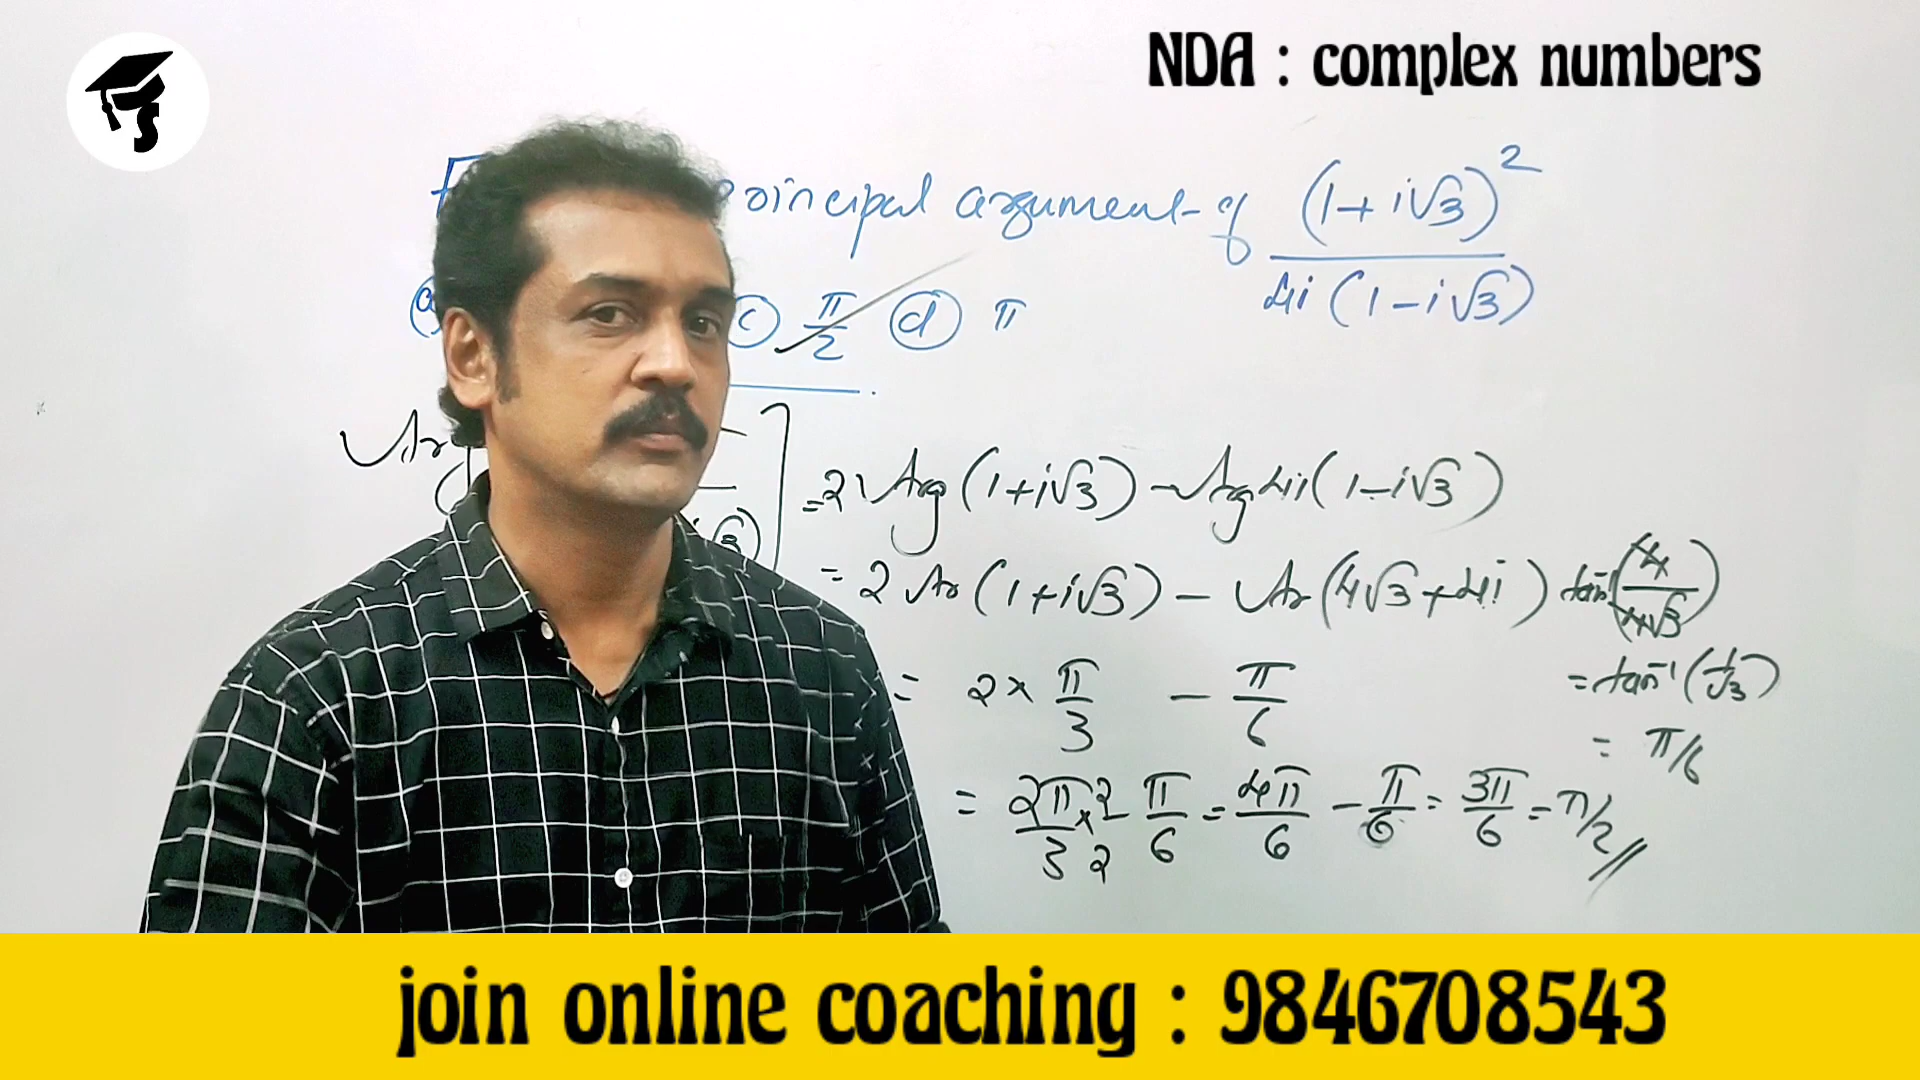 NDA : complex numbers
principal argument of (1+i√3)² / 4i(1-i√3)
(c) π/2 (d) π
Arg ] = 2 Arg(1+i√3) - Arg 4i(1-i√3)
= 2 Ar(1+i√3) - Ar(4√3+4i) tan⁻¹(4/4√3)
= 2 × π/3 - π/6 = tan⁻¹(1/√3)
= π/6
= 2π/3 × 2/2 - π/6 = 4π/6 - π/6 = 3π/6 = π/2 //
join online coaching : 9846708543